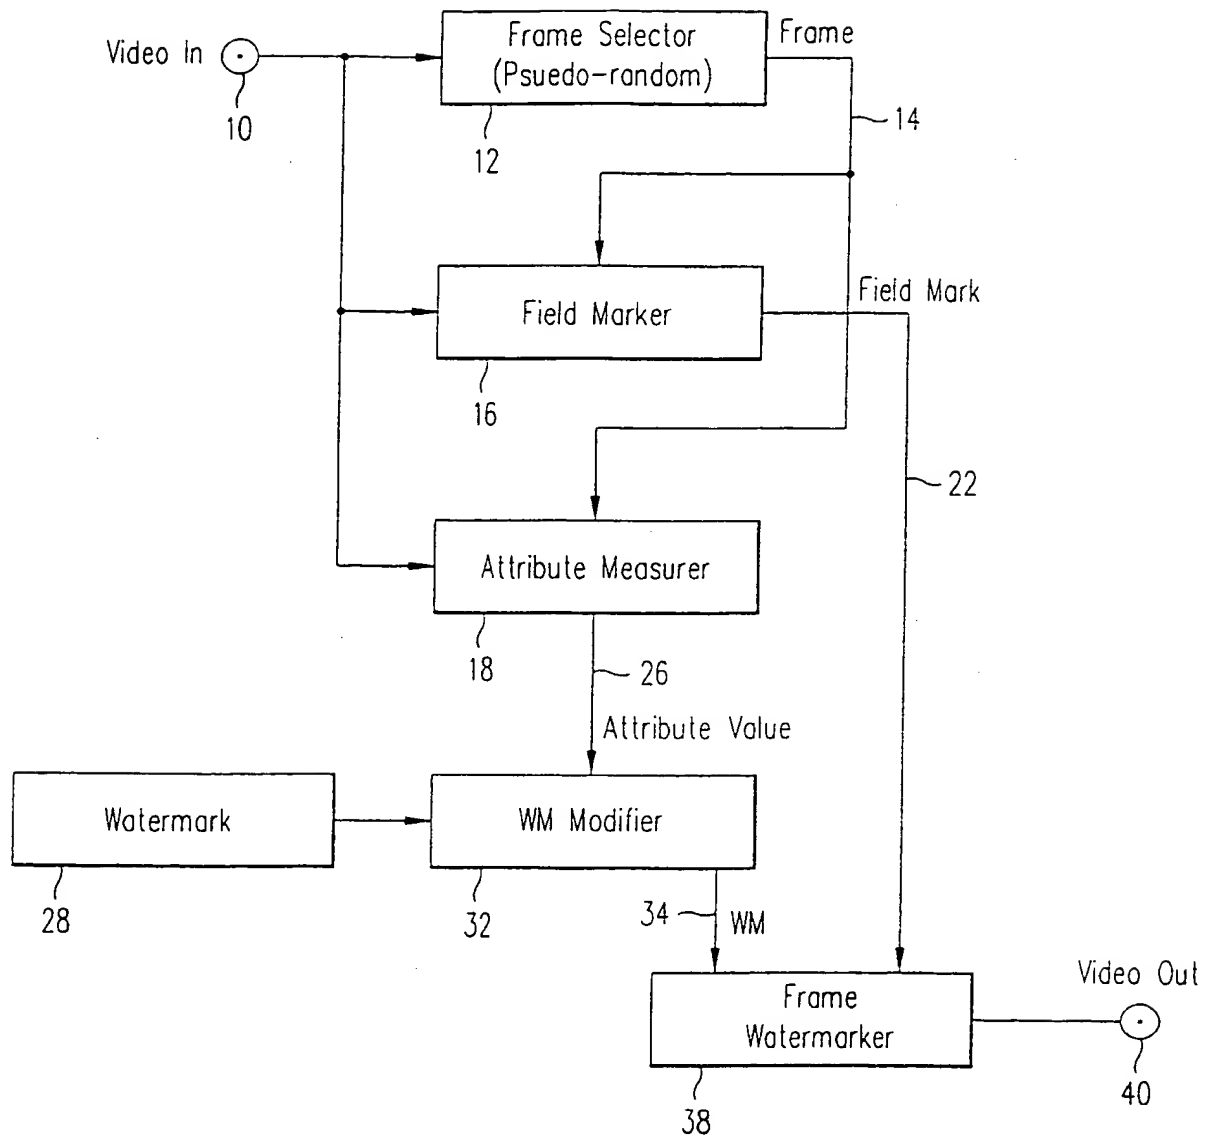 Video In
10
Frame Selector
(Psuedo-random)
12
Frame
14
Field Marker
16
Field Mark
22
Attribute Measurer
18
26
Attribute Value
Watermark
28
WM Modifier
32
34
WM
Frame
Watermarker
38
Video Out
40